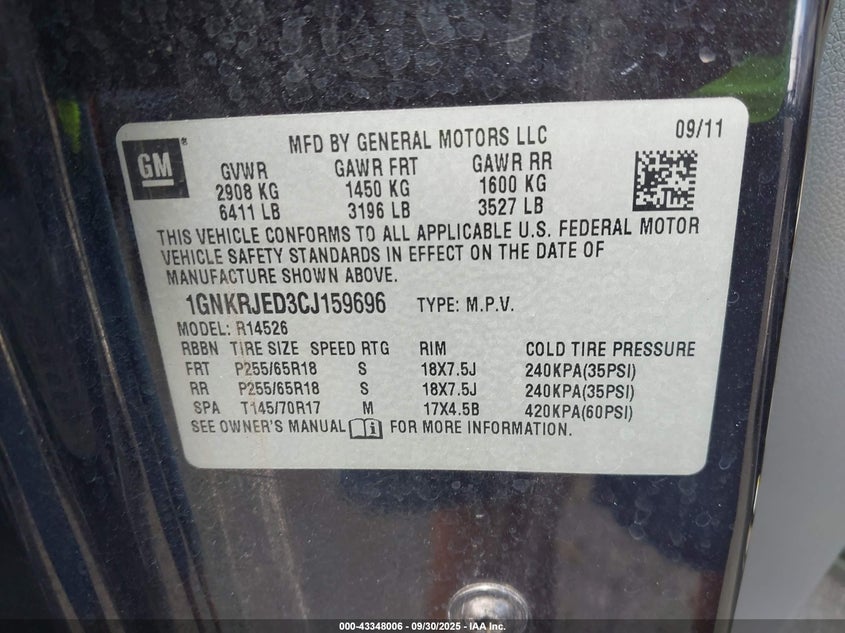 GM®
MFD BY GENERAL MOTORS LLC 09/11
GVWR GAWR FRT GAWR RR
2908 KG 1450 KG 1600 KG
6411 LB 3196 LB 3527 LB
THIS VEHICLE CONFORMS TO ALL APPLICABLE U.S. FEDERAL MOTOR
VEHICLE SAFETY STANDARDS IN EFFECT ON THE DATE OF
MANUFACTURE SHOWN ABOVE.
1GNKRJED3CJ159696 TYPE: M.P.V.
MODEL: R14526
RBBN TIRE SIZE SPEED RTG RIM COLD TIRE PRESSURE
FRT P255/65R18 S 18X7.5J 240KPA(35PSI)
RR P255/65R18 S 18X7.5J 240KPA(35PSI)
SPA T145/70R17 M 17X4.5B 420KPA(60PSI)
SEE OWNER'S MANUAL i FOR MORE INFORMATION.
000-43348006 - 09/30/2025 - IAA Inc.